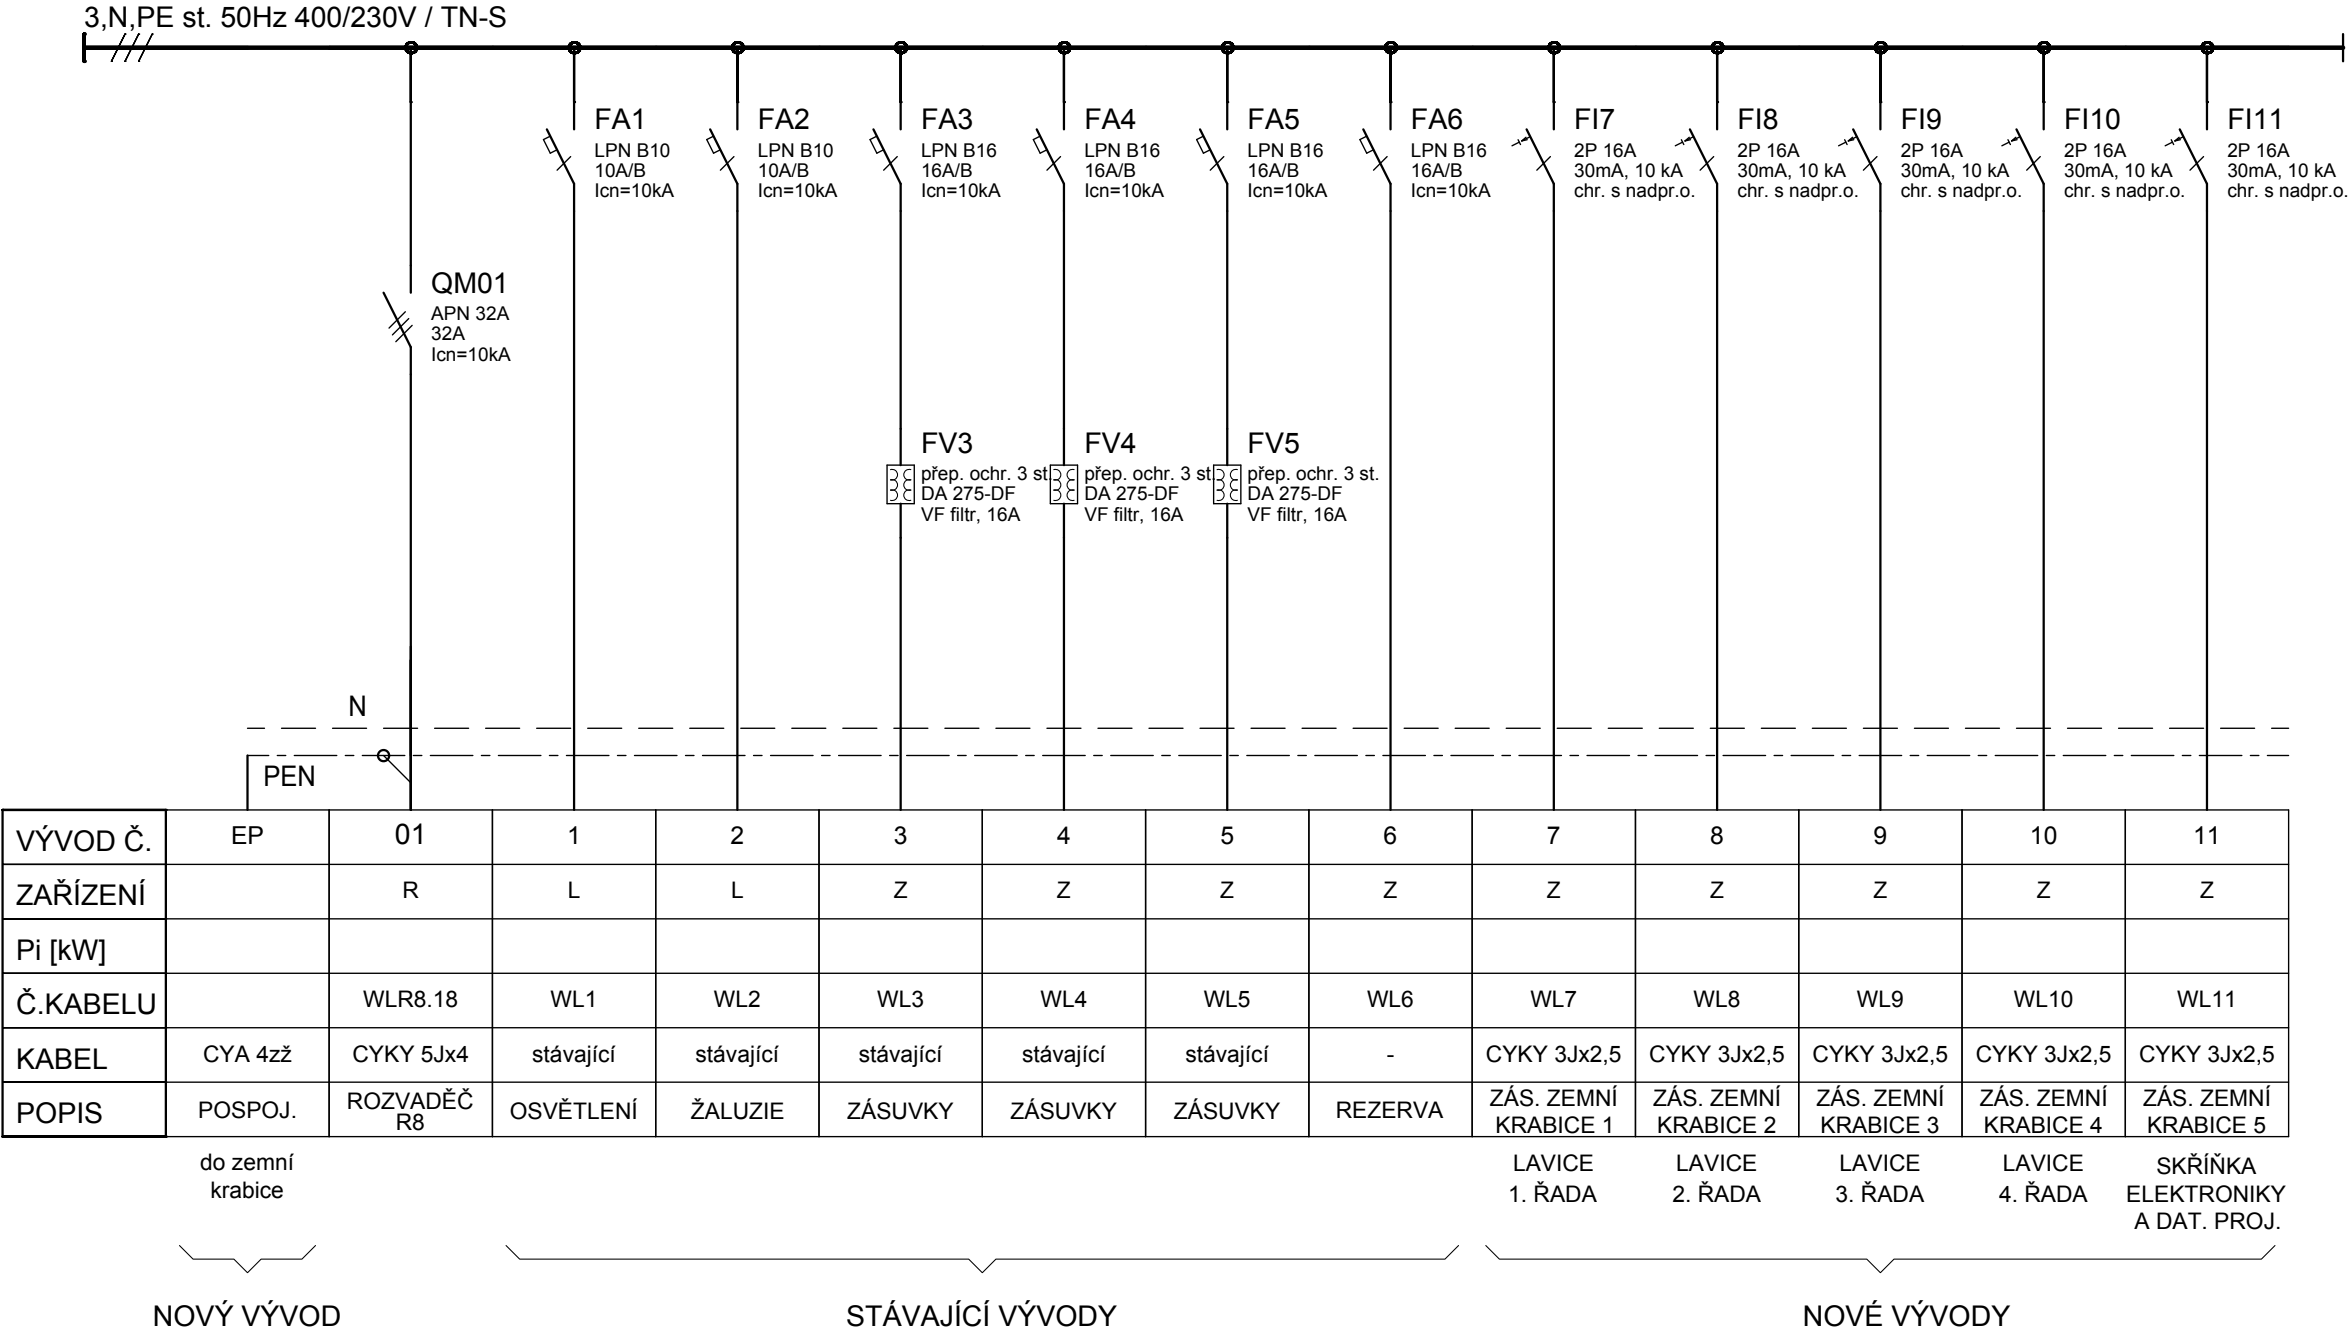 3,N,PE st. 50Hz 400/230V / TN-S
FA1
LPN B10
10A/B
Icn=10kA
FA2
LPN B10
10A/B
Icn=10kA
FA3
LPN B16
16A/B
Icn=10kA
FA4
LPN B16
16A/B
Icn=10kA
FA5
LPN B16
16A/B
Icn=10kA
FA6
LPN B16
16A/B
Icn=10kA
FI7
2P 16A
30mA, 10 kA
chr. s nadpr.o.
FI8
2P 16A
30mA, 10 kA
chr. s nadpr.o.
FI9
2P 16A
30mA, 10 kA
chr. s nadpr.o.
FI10
2P 16A
30mA, 10 kA
chr. s nadpr.o.
FI11
2P 16A
30mA, 10 kA
chr. s nadpr.o.
QM01
APN 32A
32A
Icn=10kA
FV3
přep. ochr. 3 st.
DA 275-DF
VF filtr, 16A
FV4
přep. ochr. 3 st.
DA 275-DF
VF filtr, 16A
FV5
přep. ochr. 3 st.
DA 275-DF
VF filtr, 16A
N
PEN
VÝVOD Č. EP 01 1 2 3 4 5 6 7 8 9 10 11
ZAŘÍZENÍ R L L Z Z Z Z Z Z Z Z Z
Pi [kW]
Č.KABELU WLR8.18 WL1 WL2 WL3 WL4 WL5 WL6 WL7 WL8 WL9 WL10 WL11
KABEL CYA 4zž CYKY 5Jx4 stávající stávající stávající stávající stávající - CYKY 3Jx2,5 CYKY 3Jx2,5 CYKY 3Jx2,5 CYKY 3Jx2,5 CYKY 3Jx2,5
POPIS
POSPOJ.
ROZVADĚČ
R8
OSVĚTLENÍ
ŽALUZIE
ZÁSUVKY
ZÁSUVKY
ZÁSUVKY
REZERVA
ZÁS. ZEMNÍ
KRABICE 1
ZÁS. ZEMNÍ
KRABICE 2
ZÁS. ZEMNÍ
KRABICE 3
ZÁS. ZEMNÍ
KRABICE 4
ZÁS. ZEMNÍ
KRABICE 5
do zemní
krabice
LAVICE
1. ŘADA
LAVICE
2. ŘADA
LAVICE
3. ŘADA
LAVICE
4. ŘADA
SKŘÍŇKA
ELEKTRONIKY
A DAT. PROJ.
NOVÝ VÝVOD
STÁVAJÍCÍ VÝVODY
NOVÉ VÝVODY